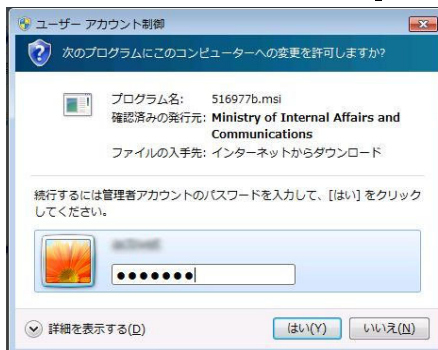 ユーザー アカウント制御
次のプログラムにこのコンピューターへの変更を許可しますか?
プログラム名: 516977b.msi
確認済みの発行元: Ministry of Internal Affairs and
Communications
ファイルの入手先: インターネットからダウンロード
続行するには管理者アカウントのパスワードを入力して、[はい] をクリック
してください。
●●●●●●●
詳細を表示する(D)
はい(Y)
いいえ(N)